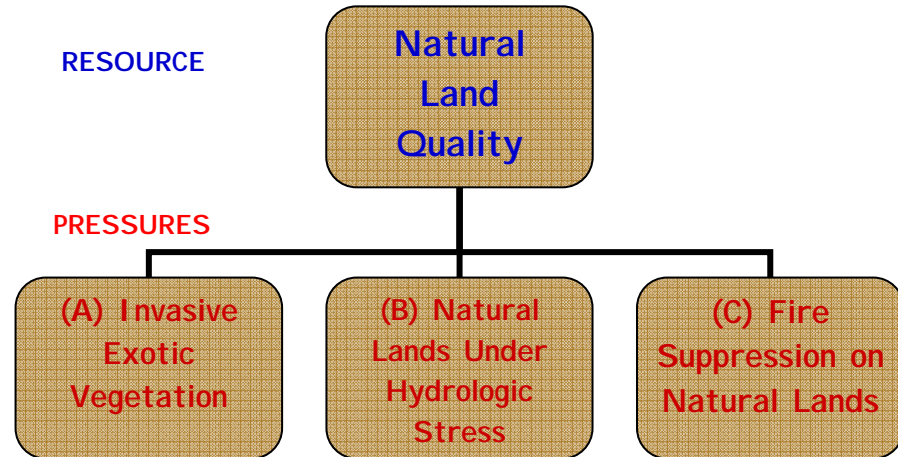 RESOURCE
Natural
Land
Quality
PRESSURES
(A) Invasive
Exotic
Vegetation
(B) Natural
Lands Under
Hydrologic
Stress
(C) Fire
Suppression on
Natural Lands